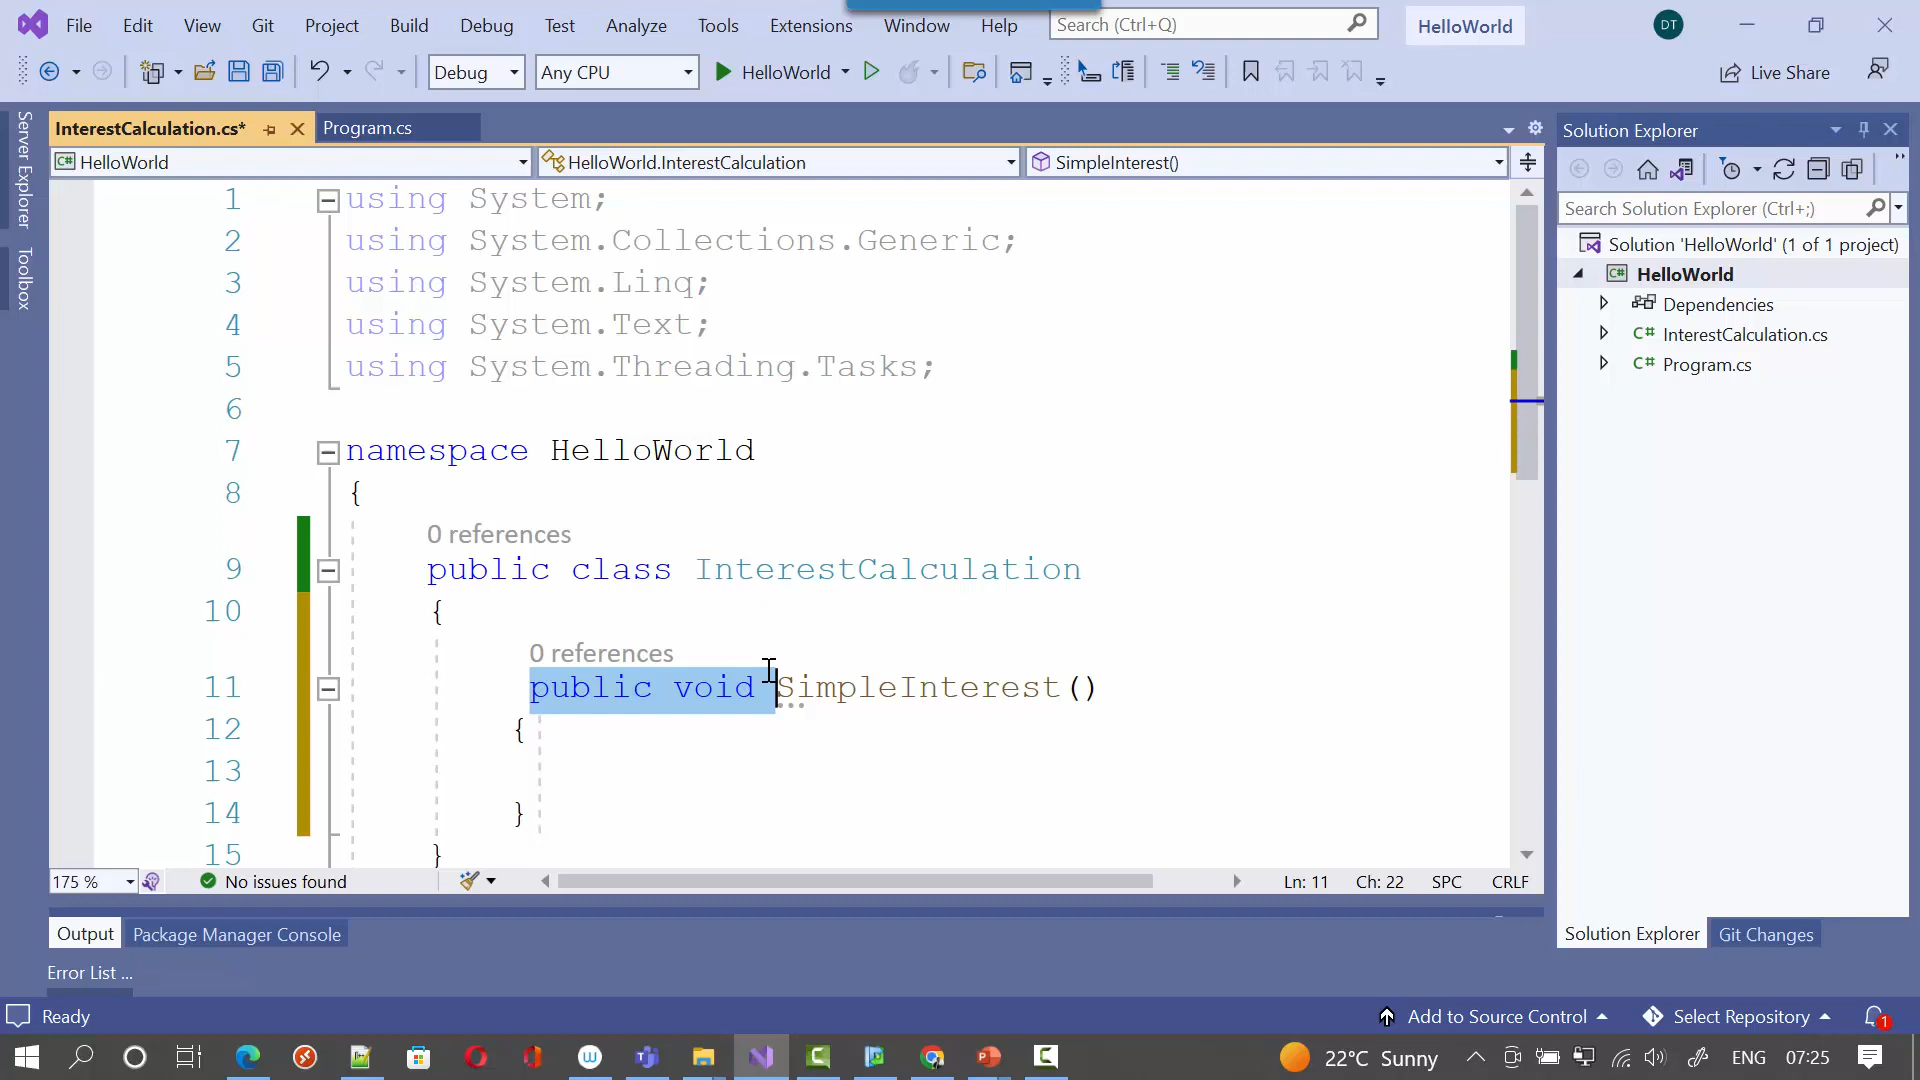 File Edit View Git Project Build Debug Test Analyze Tools Extensions Window Help Search (Ctrl+Q) HelloWorld DT
Debug Any CPU HelloWorld Live Share
Server Explorer
Toolbox
InterestCalculation.cs* Program.cs
HelloWorld HelloWorld.InterestCalculation SimpleInterest()
1 using System;
2 using System.Collections.Generic;
3 using System.Linq;
4 using System.Text;
5 using System.Threading.Tasks;
6
7 namespace HelloWorld
8 {
0 references
9 public class InterestCalculation
10 {
0 references
11 public void SimpleInterest()
12 {
13
14 }
15 }
175 % No issues found Ln: 11 Ch: 22 SPC CRLF
Output Package Manager Console
Error List ...
Solution Explorer
Search Solution Explorer (Ctrl+;)
Solution 'HelloWorld' (1 of 1 project)
C# HelloWorld
Dependencies
C# InterestCalculation.cs
C# Program.cs
Solution Explorer Git Changes
Ready Add to Source Control Select Repository 1
22°C Sunny ENG 07:25